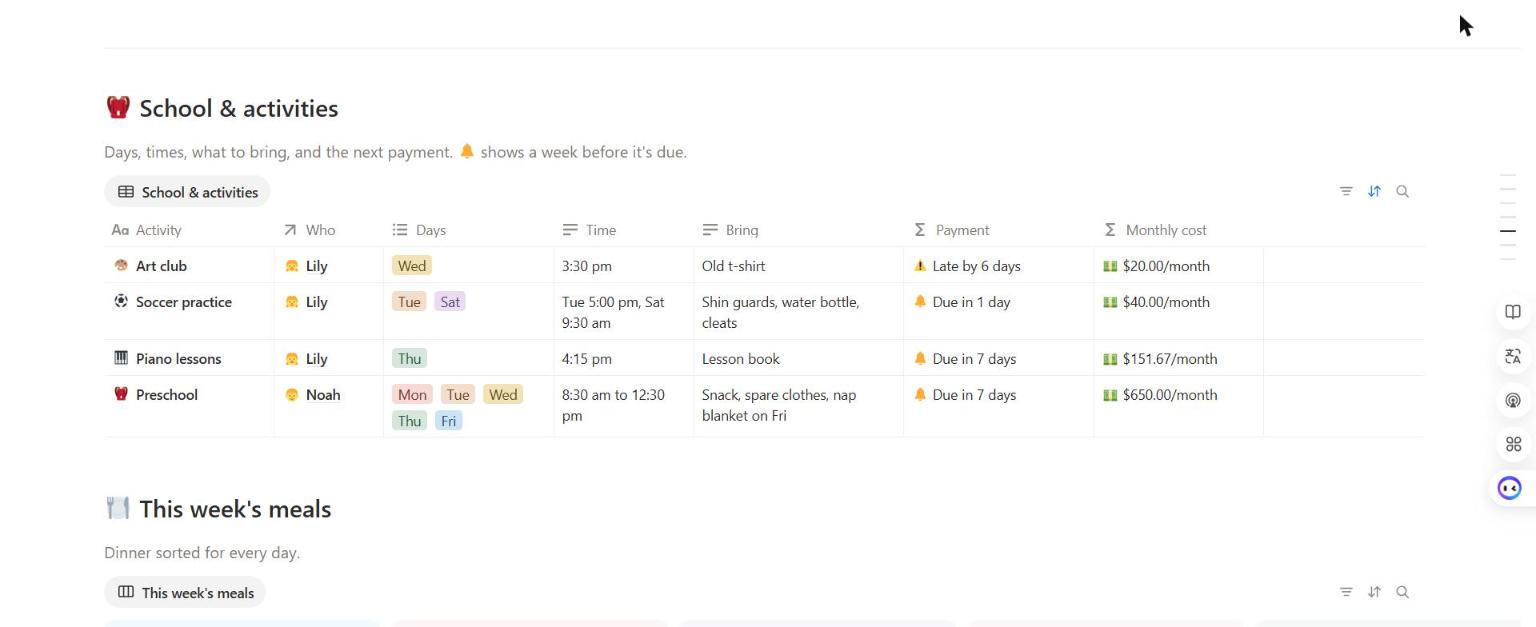 School & activities
Days, times, what to bring, and the next payment. 🔔 shows a week before it's due.
School & activities
Aa Activity Who Days Time Bring Σ Payment Σ Monthly cost
Art club Lily Wed 3:30 pm Old t-shirt ⚠️ Late by 6 days 💵 $20.00/month
Soccer practice Lily Tue Sat Tue 5:00 pm, Sat Shin guards, water bottle, 🔔 Due in 1 day 💵 $40.00/month
9:30 am cleats
Piano lessons Lily Thu 4:15 pm Lesson book 🔔 Due in 7 days 💵 $151.67/month
Preschool Noah Mon Tue Wed 8:30 am to 12:30 Snack, spare clothes, nap 🔔 Due in 7 days 💵 $650.00/month
Thu Fri pm blanket on Fri
This week's meals
Dinner sorted for every day.
This week's meals